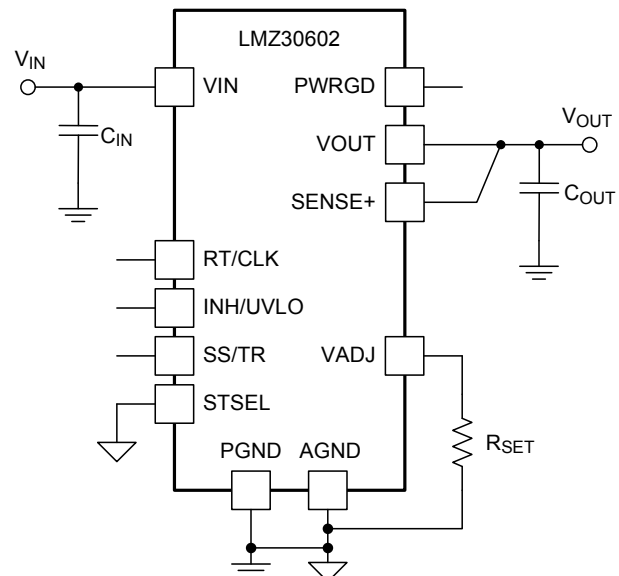 LMZ30602
VIN
VIN
PWRGD
CIN
VOUT
VOUT
COUT
SENSE+
RT/CLK
INH/UVLO
SS/TR
VADJ
STSEL
PGND
AGND
RSET